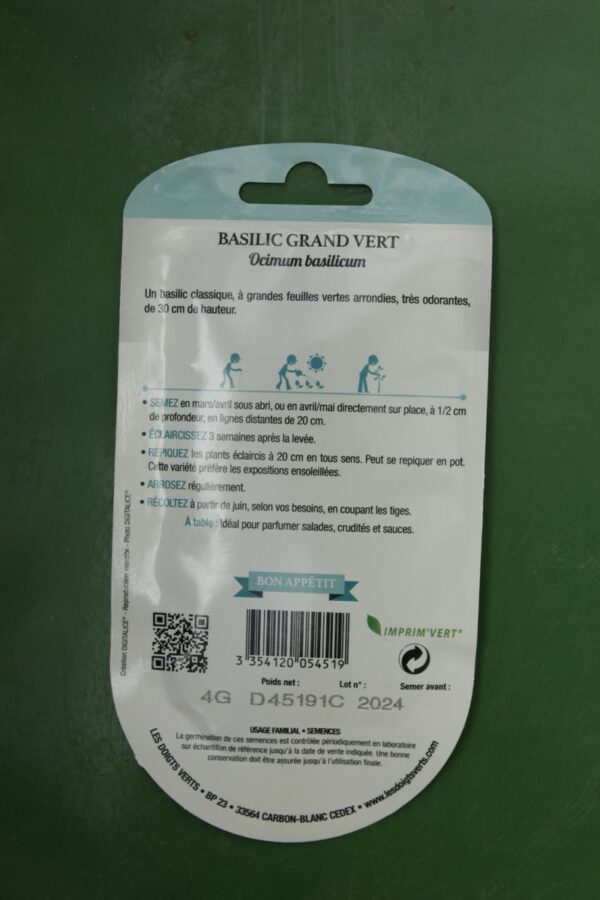 BASILIC GRAND VERT
Ocimum basilicum
Un basilic classique, à grandes feuilles vertes arrondies, très odorantes,
de 30 cm de hauteur.
• SEMEZ en mars/avril sous abri, ou en avril/mai directement sur place, à 1/2 cm
de profondeur, en lignes distantes de 20 cm.
• ÉCLAIRCISSEZ 3 semaines après la levée.
• REPIQUEZ les plants éclaircis à 20 cm en tous sens. Peut se repiquer en pot.
Cette variété préfère les expositions ensoleillées.
• ARROSEZ régulièrement.
• RÉCOLTEZ à partir de juin, selon vos besoins, en coupant les tiges.
À table : Idéal pour parfumer salades, crudités et sauces.
Création DIGITALICE® - Reproduction interdite - Photo DIGITALICE®
BON APPÉTIT
IMPRIM'VERT®
3 354120 054519
Poids net : Lot n° : Semer avant :
4G D45191C 2024
USAGE FAMILIAL • SEMENCES
La germination de ces semences est contrôlée périodiquement en laboratoire
sur échantillon de référence jusqu'à la date de vente indiquée. Une bonne
conservation doit être assurée jusqu'à l'utilisation finale.
LES DOIGTS VERTS • BP 23 • 33564 CARBON-BLANC CEDEX • www.lesdoigtsverts.com